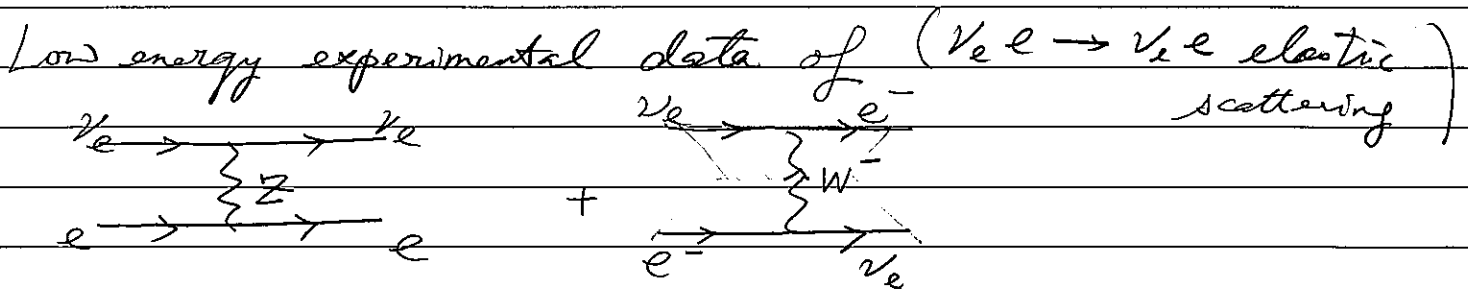 Low energy experimental data of (νₑ e → νₑ e elastic
scattering)
νₑ νₑ νₑ e⁻
Z + W⁻
e e e⁻ νₑ